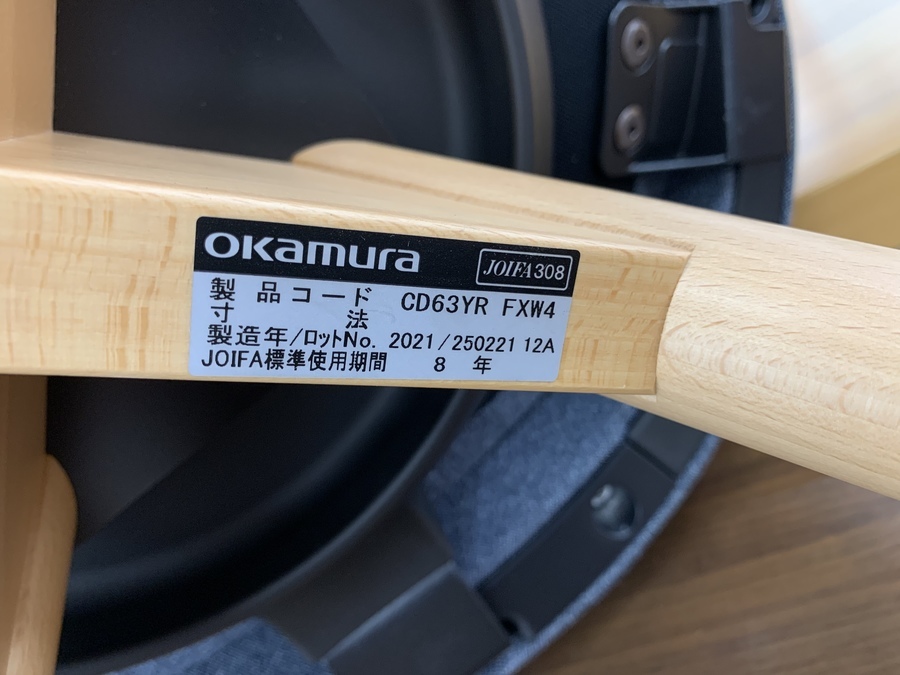 okamura
JOIFA308
製品コード CD63YR FXW4
寸法
製造年/ロットNo. 2021/250221 12A
JOIFA標準使用期間 8 年